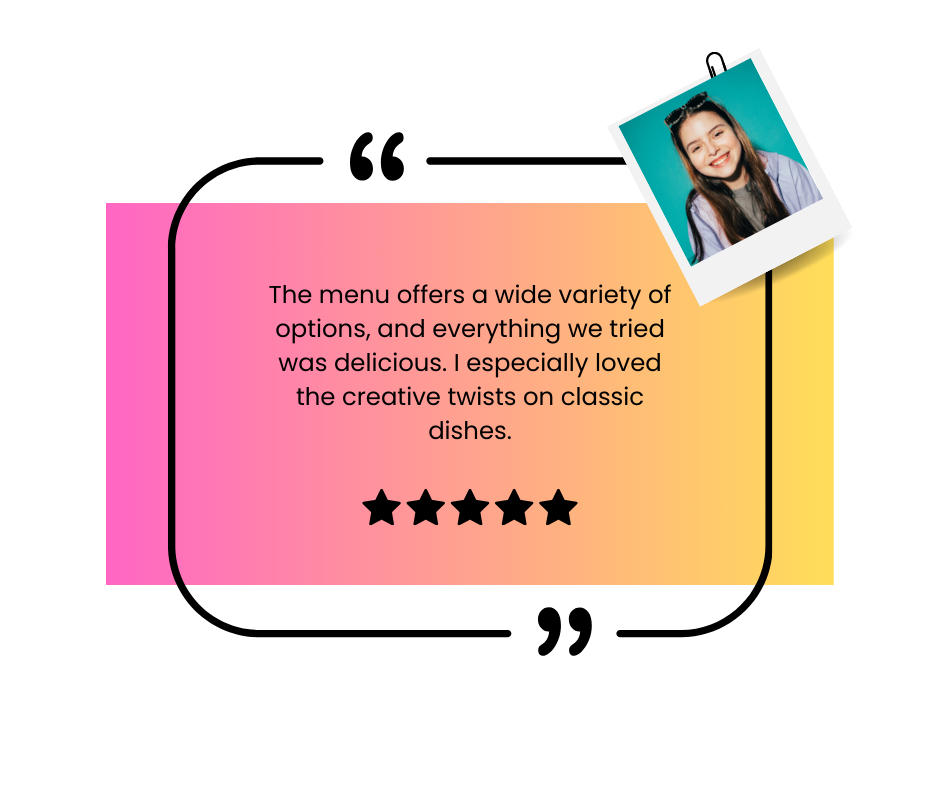 The menu offers a wide variety of
options, and everything we tried
was delicious. I especially loved
the creative twists on classic
dishes.